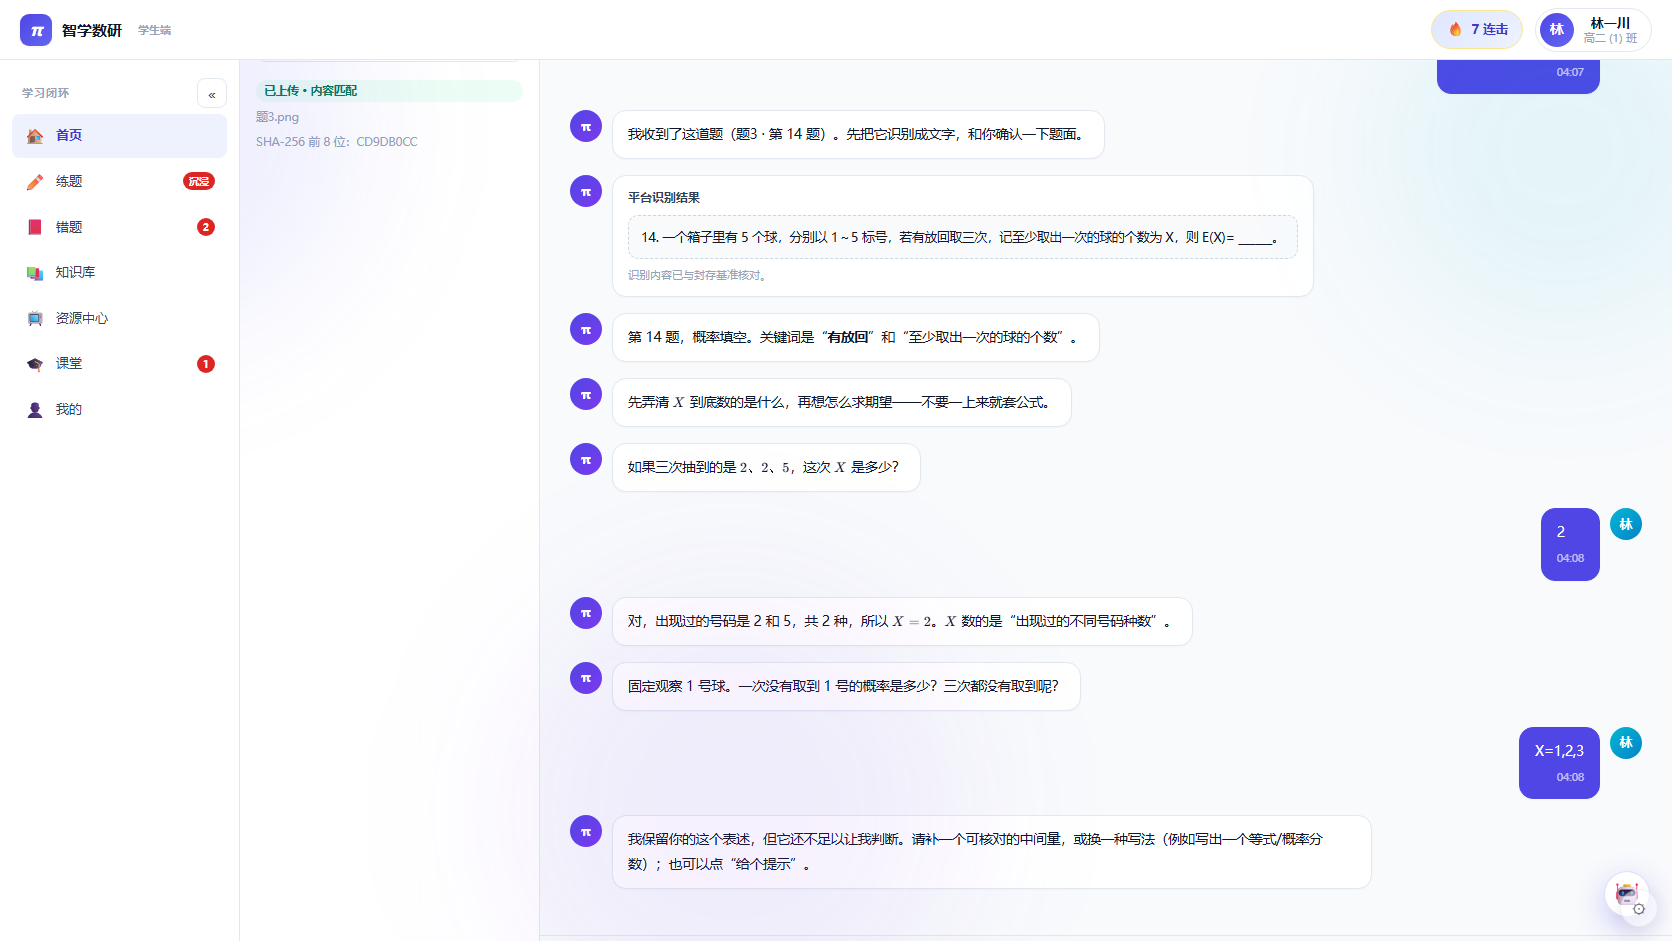 π 智学数研 学生端
7 连击
林 林一川
高二 (1) 班
学习闭环 «
首页
练题 沉浸
错题 2
知识库
资源中心
课堂 1
我的
已上传 • 内容匹配
题3.png
SHA-256 前 8 位：CD9DB0CC
04:07
π 我收到了这道题（题3 · 第 14 题）。先把它识别成文字，和你确认一下题面。
π 平台识别结果
14. 一个箱子里有 5 个球，分别以 1～5 标号，若有放回取三次，记至少取出一次的球的个数为 X，则 E(X)= _____。
识别内容已与封存基准核对。
π 第 14 题，概率填空。关键词是“有放回”和“至少取出一次的球的个数”。
π 先弄清 X 到底数的是什么，再想怎么求期望——不要一上来就套公式。
π 如果三次抽到的是 2、2、5，这次 X 是多少？
2 林
04:08
π 对，出现过的号码是 2 和 5，共 2 种，所以 X = 2。X 数的是“出现过的不同号码种数”。
π 固定观察 1 号球。一次没有取到 1 号的概率是多少？三次都没有取到呢？
X=1,2,3 林
04:08
π 我保留你的这个表述，但它还不足以让我判断。请补一个可核对的中间量，或换一种写法（例如写出一个等式/概率分
数）；也可以点“给个提示”。